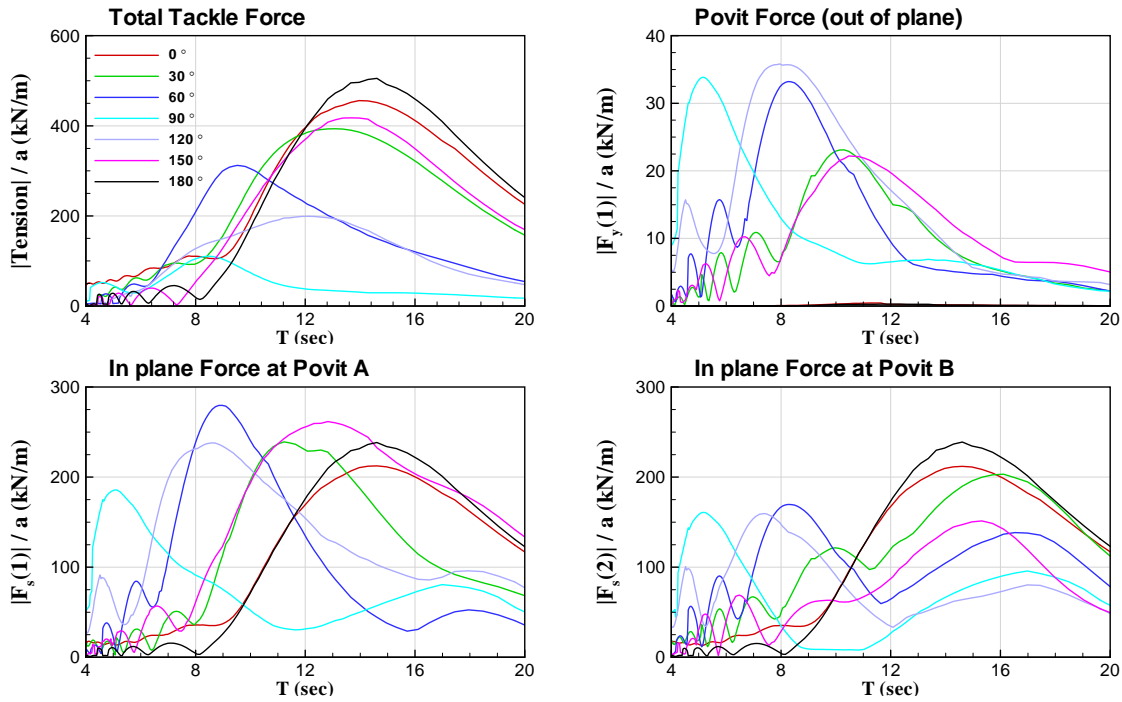 Total Tackle Force
600
400
200
0
|Tension| / a (kN/m)
0 °
30 °
60 °
90 °
120 °
150 °
180 °
4 8 12 16 20
T (sec)
Povit Force (out of plane)
40
30
20
10
0
|F_y(1)| / a (kN/m)
4 8 12 16 20
T (sec)
In plane Force at Povit A
300
200
100
0
|F_s(1)| / a (kN/m)
4 8 12 16 20
T (sec)
In plane Force at Povit B
300
200
100
0
|F_s(2)| / a (kN/m)
4 8 12 16 20
T (sec)